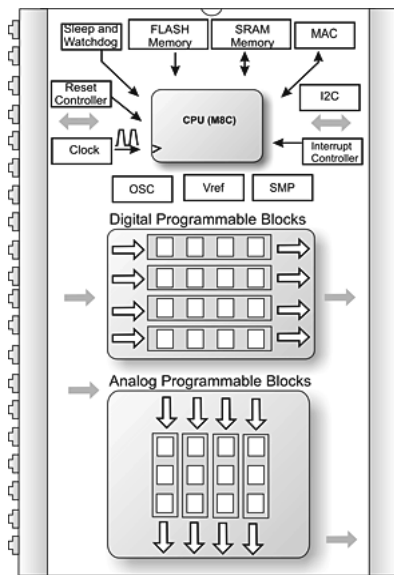 Sleep and
Watchdog
FLASH
Memory
SRAM
Memory
MAC
Reset
Controller
CPU (M8C)
I2C
Clock
Interrupt
Controller
OSC
Vref
SMP
Digital Programmable Blocks
Analog Programmable Blocks